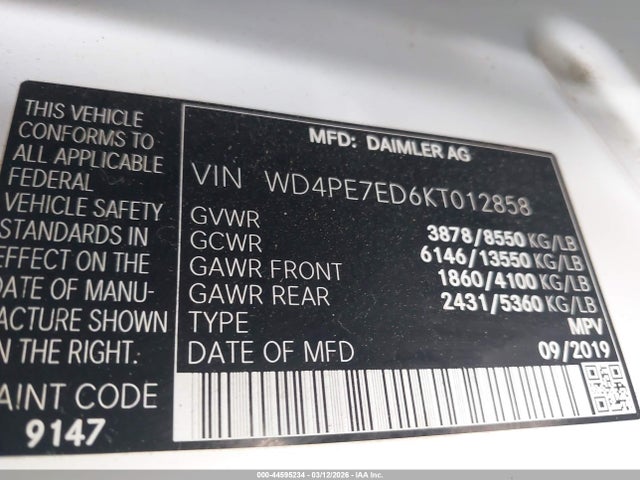 THIS VEHICLE
CONFORMS TO
ALL APPLICABLE
FEDERAL
VEHICLE SAFETY
STANDARDS IN
EFFECT ON THE
DATE OF MANU-
FACTURE SHOWN
ON THE RIGHT.
PAINT CODE
9147
MFD: DAIMLER AG
VIN WD4PE7ED6KT012858
GVWR 3878/8550 KG/LB
GCWR 6146/13550 KG/LB
GAWR FRONT 1860/4100 KG/LB
GAWR REAR 2431/5360 KG/LB
TYPE MPV
DATE OF MFD 09/2019
000-44595234 - 03/12/2026 - IAA Inc.